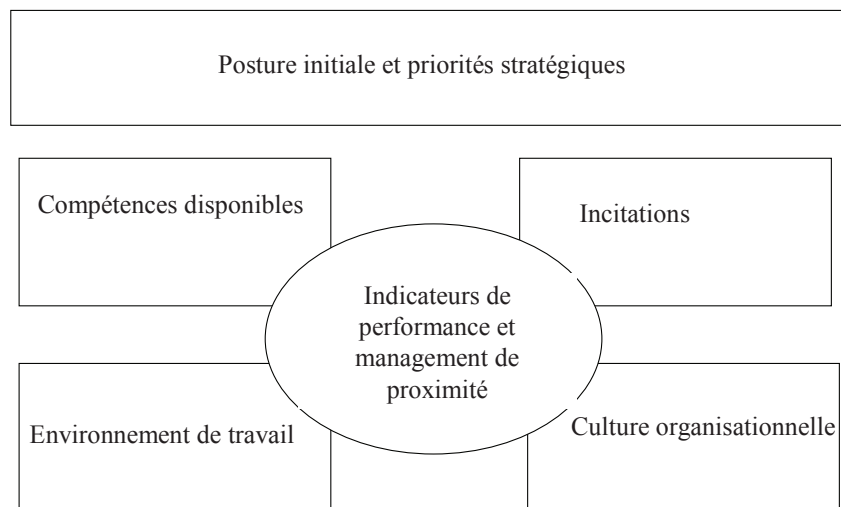 Posture initiale et priorités stratégiques
Compétences disponibles
Incitations
Indicateurs de
performance et
management de
proximité
Environnement de travail
Culture organisationnelle